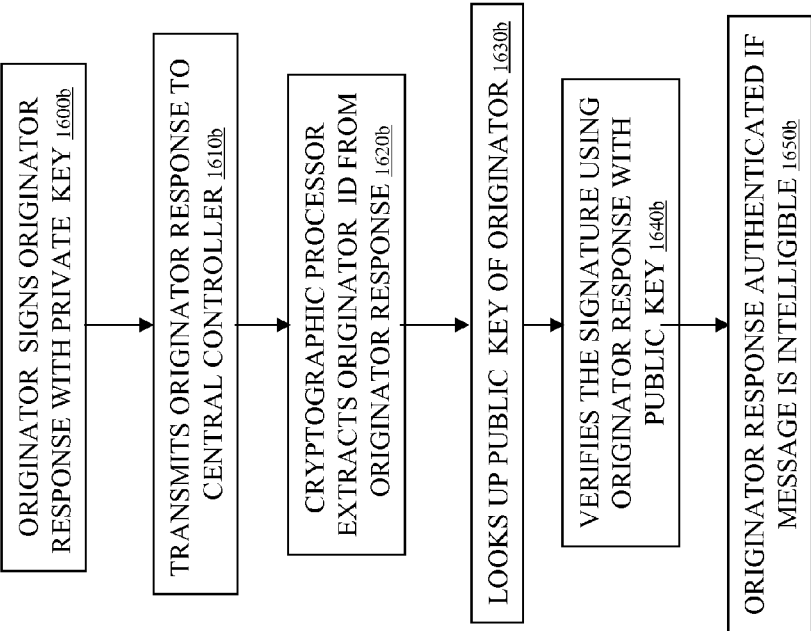 ORIGINATOR SIGNS ORIGINATOR
RESPONSE WITH PRIVATE KEY 1600b
TRANSMITS ORIGINATOR RESPONSE TO
CENTRAL CONTROLLER 1610b
CRYPTOGRAPHIC PROCESSOR
EXTRACTS ORIGINATOR ID FROM
ORIGINATOR RESPONSE 1620b
LOOKS UP PUBLIC KEY OF ORIGINATOR 1630b
VERIFIES THE SIGNATURE USING
ORIGINATOR RESPONSE WITH
PUBLIC KEY 1640b
ORIGINATOR RESPONSE AUTHENTICATED IF
MESSAGE IS INTELLIGIBLE 1650b